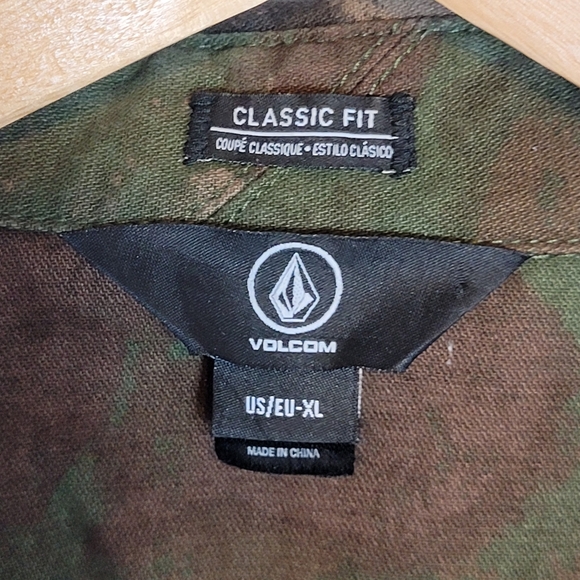 CLASSIC FIT
COUPÉ CLASSIQUE • ESTILO CLÁSICO
VOLCOM
US/EU-XL
MADE IN CHINA